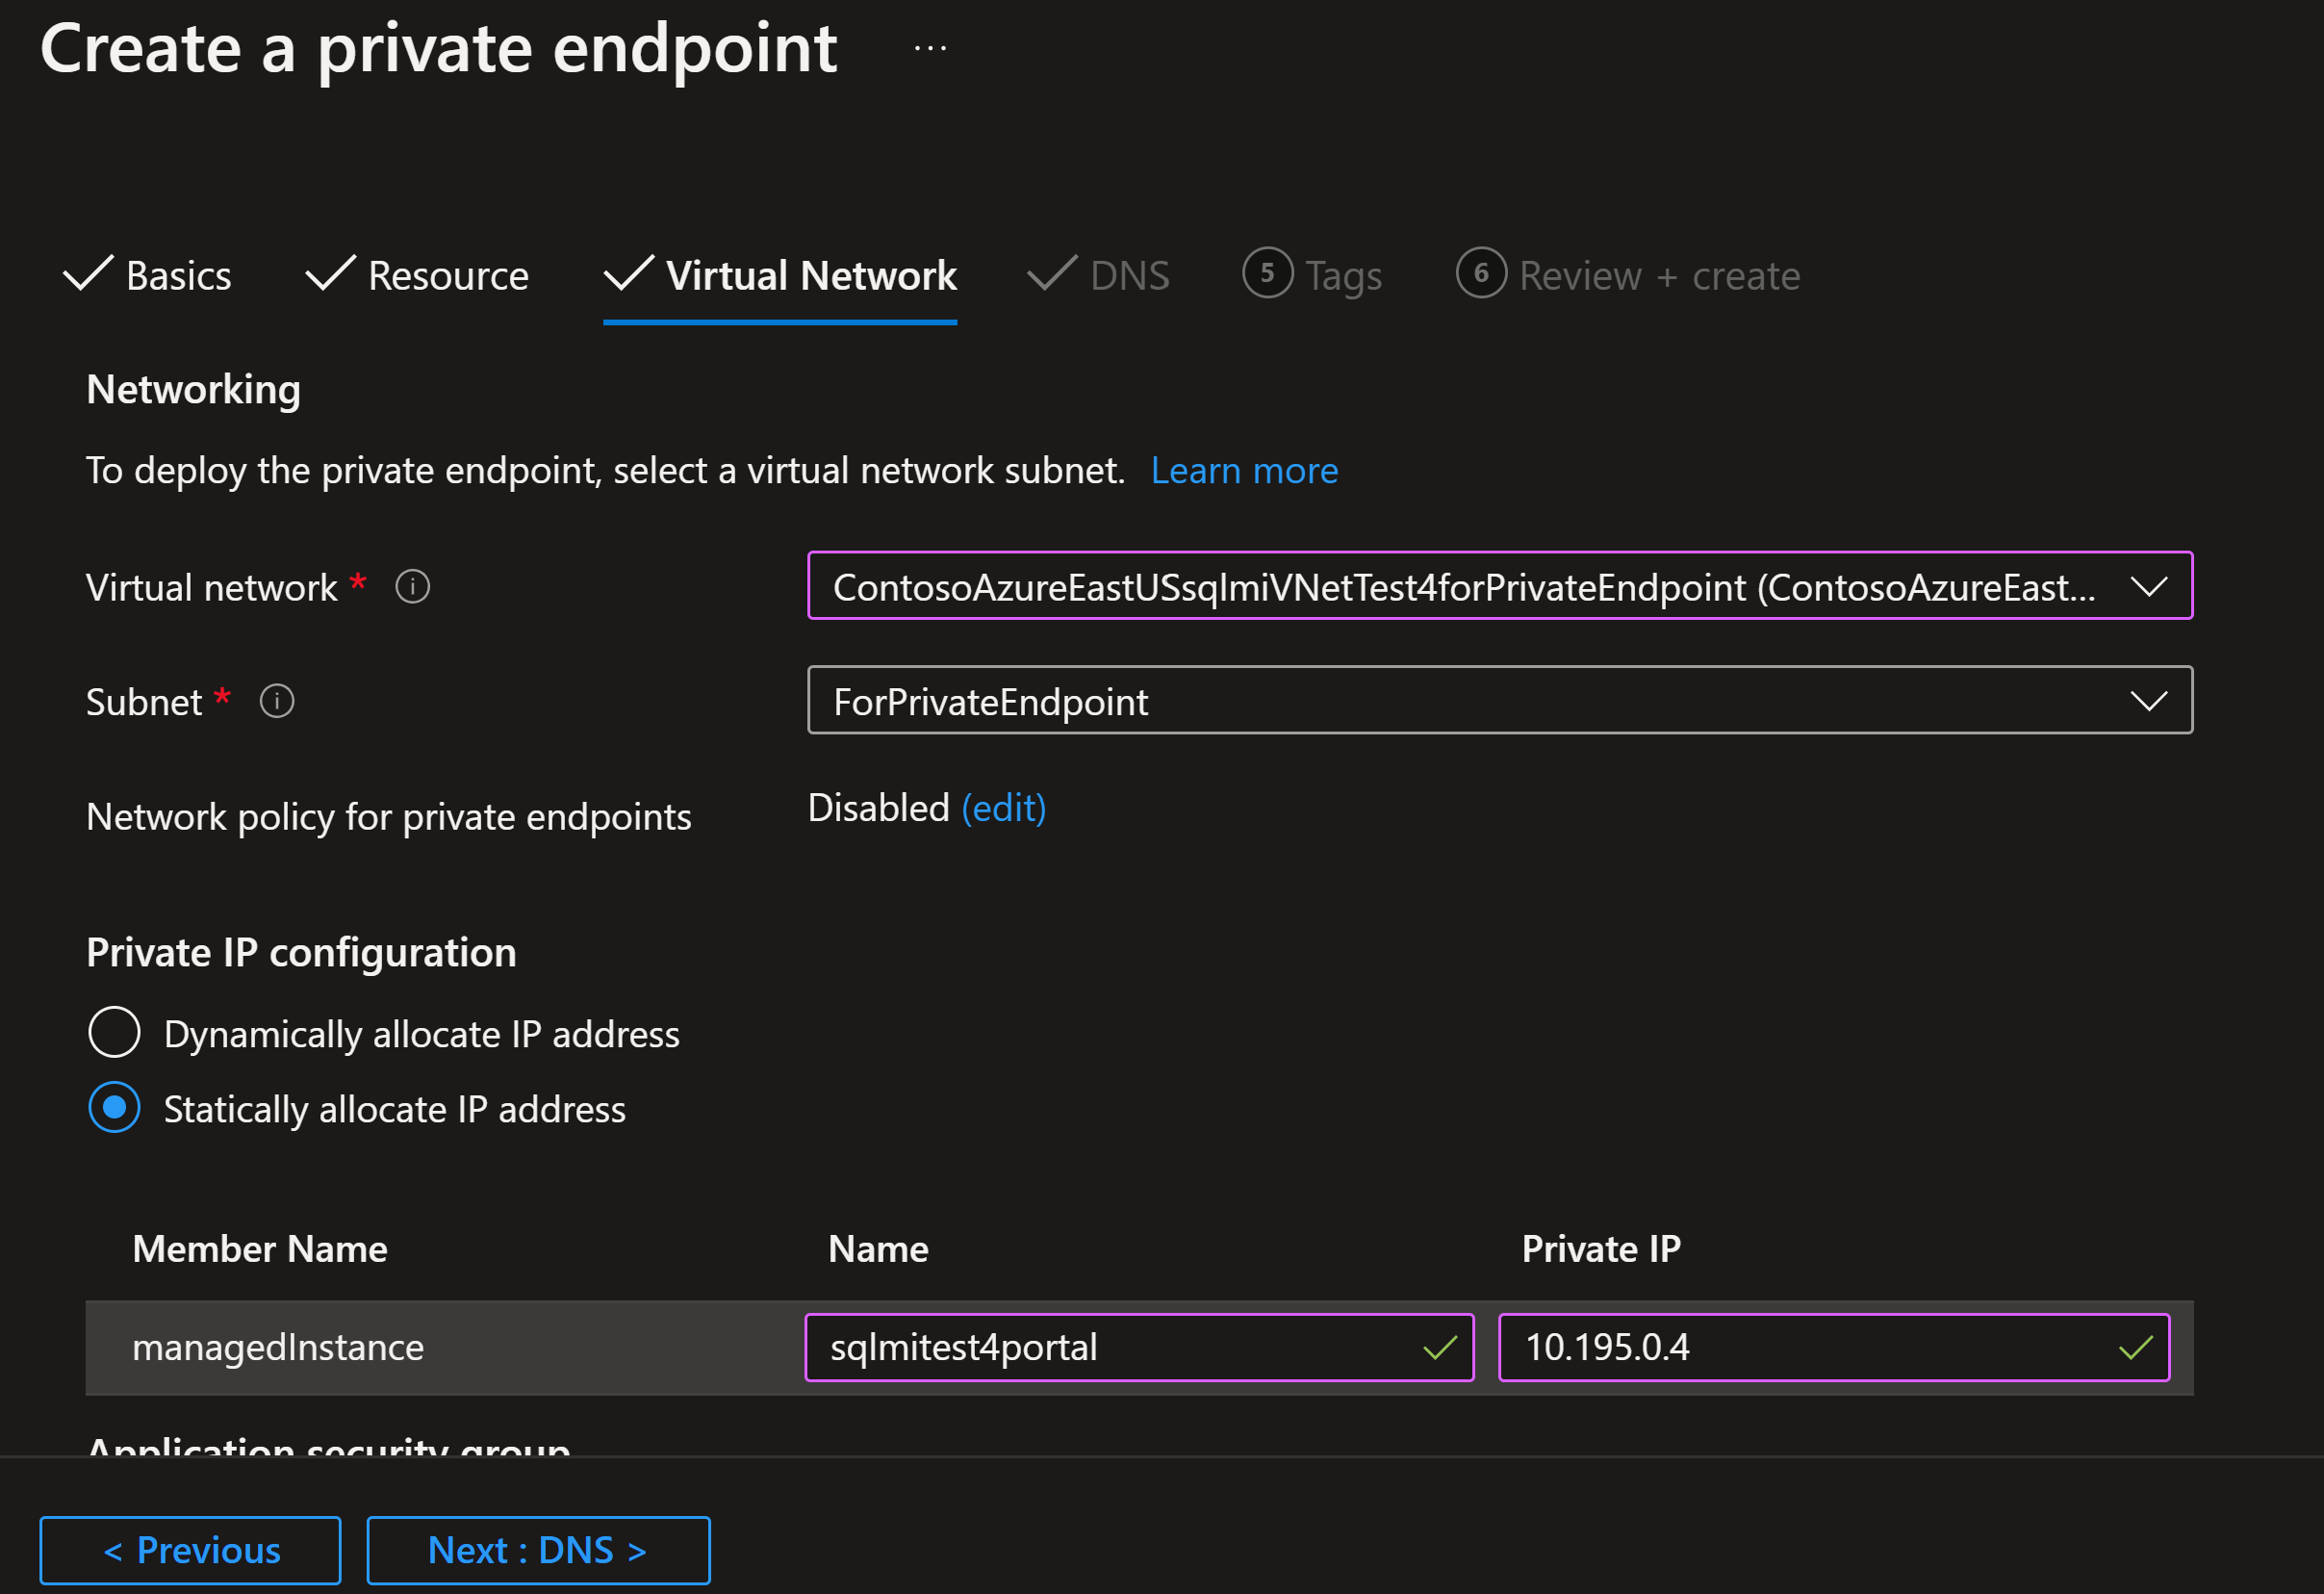 Create a private endpoint ...
Basics Resource Virtual Network DNS 5 Tags 6 Review + create
Networking
To deploy the private endpoint, select a virtual network subnet. Learn more
Virtual network * ContosoAzureEastUSsqlmiVNetTest4forPrivateEndpoint (ContosoAzureEast...
Subnet * ForPrivateEndpoint
Network policy for private endpoints Disabled (edit)
Private IP configuration
Dynamically allocate IP address
Statically allocate IP address
Member Name Name Private IP
managedInstance sqlmitest4portal 10.195.0.4
Application security group
< Previous Next : DNS >